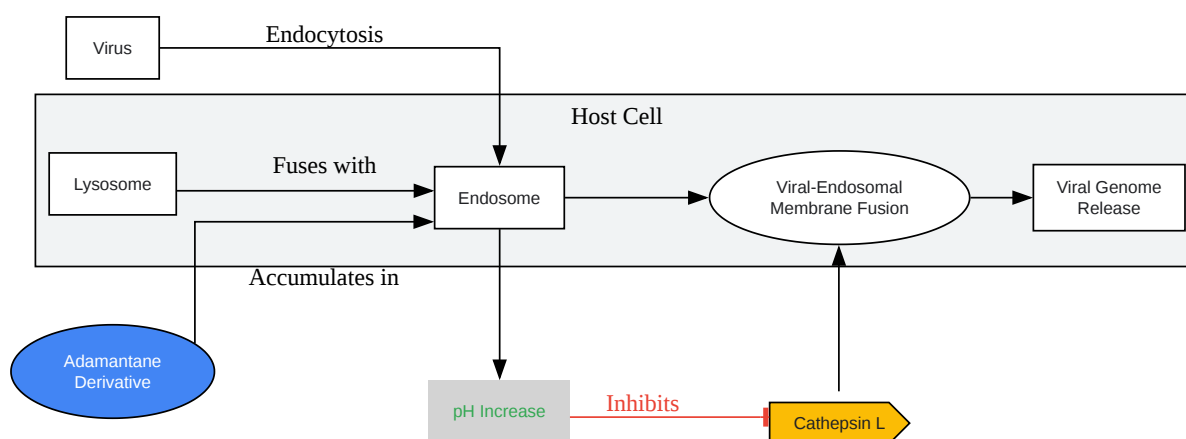 Virus
Endocytosis
Host Cell
Lysosome
Fuses with
Endosome
Viral-Endosomal
Membrane Fusion
Viral Genome
Release
Accumulates in
Adamantane
Derivative
pH Increase
Inhibits
Cathepsin L